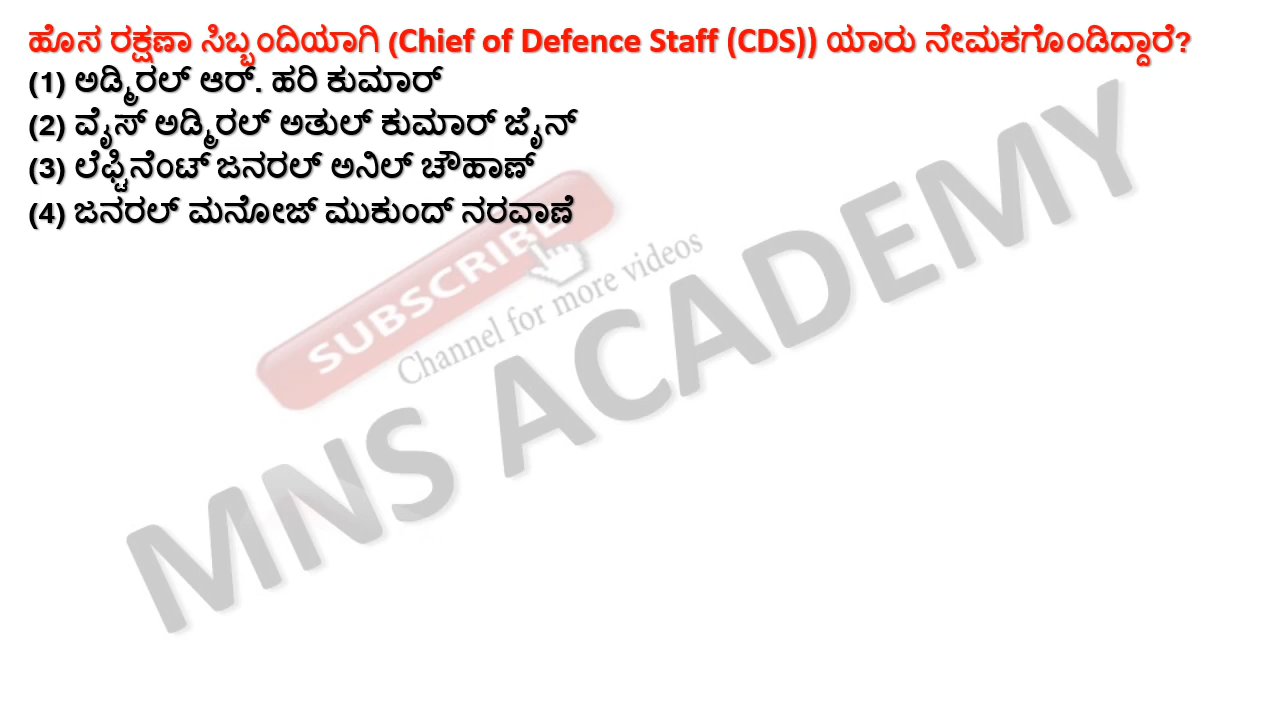 ಹೊಸ ರಕ್ಷಣಾ ಸಿಬ್ಬಂದಿಯಾಗಿ (Chief of Defence Staff (CDS)) ಯಾರು ನೇಮಕಗೊಂಡಿದ್ದಾರೆ?
(1) ಅಡ್ಮಿರಲ್ ಆರ್. ಹರಿ ಕುಮಾರ್
(2) ವೈಸ್ ಅಡ್ಮಿರಲ್ ಅತುಲ್ ಕುಮಾರ್ ಜೈನ್
(3) ಲೆಫ್ಟಿನೆಂಟ್ ಜನರಲ್ ಅನಿಲ್ ಚೌಹಾಣ್
(4) ಜನರಲ್ ಮನೋಜ್ ಮುಕುಂದ್ ನರವಾಣೆ
SUBSCRIBE
Channel for more videos
MNS ACADEMY